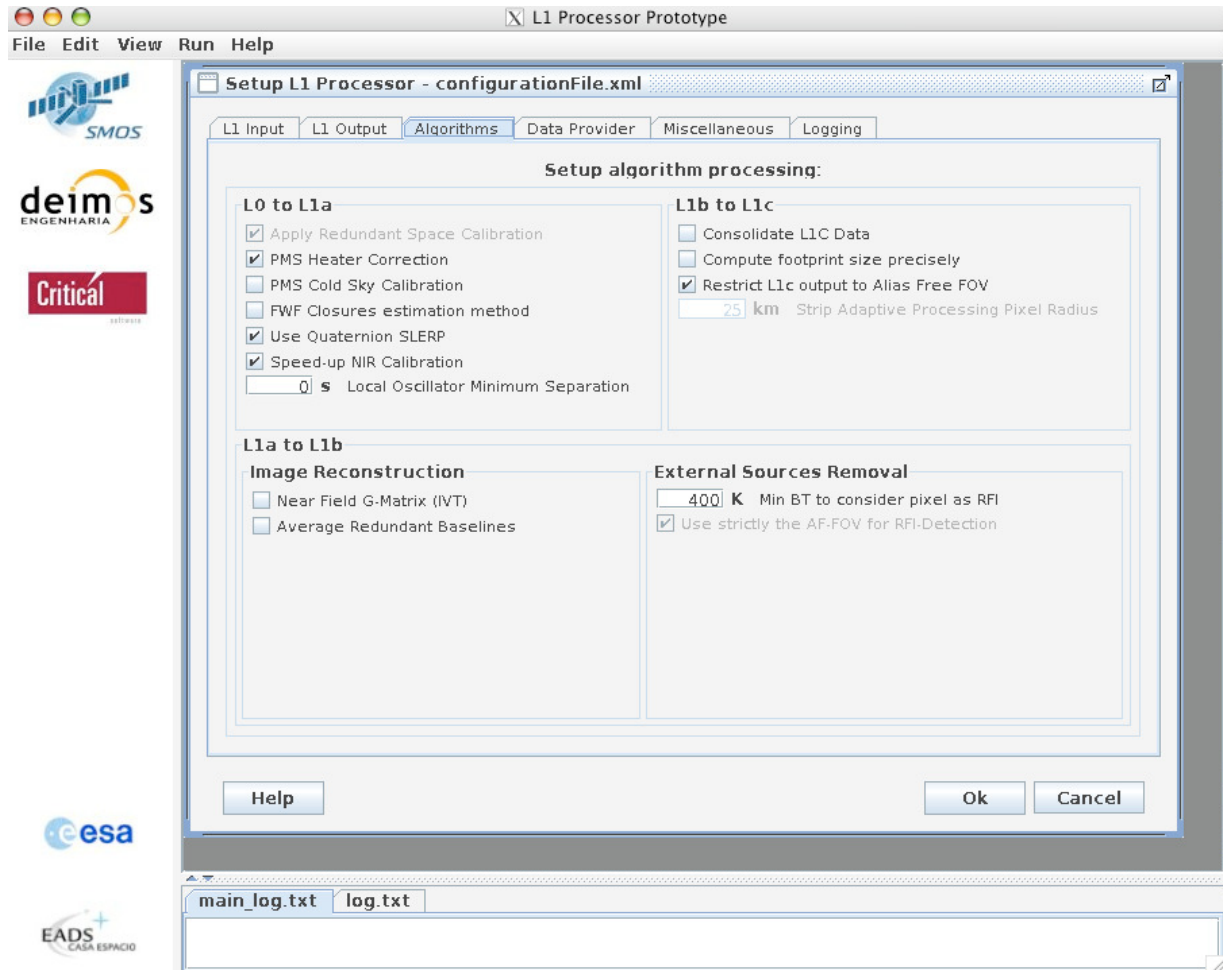 L1 Processor Prototype
File Edit View Run Help
SMOS
deimos
ENGENHARIA
Critical
software
esa
EADS
CASA ESPACIO
Setup L1 Processor - configurationFile.xml
L1 Input L1 Output Algorithms Data Provider Miscellaneous Logging
Setup algorithm processing:
L0 to L1a
Apply Redundant Space Calibration
PMS Heater Correction
PMS Cold Sky Calibration
FWF Closures estimation method
Use Quaternion SLERP
Speed-up NIR Calibration
0 s Local Oscillator Minimum Separation
L1b to L1c
Consolidate L1C Data
Compute footprint size precisely
Restrict L1c output to Alias Free FOV
25 km Strip Adaptive Processing Pixel Radius
L1a to L1b
Image Reconstruction
Near Field G-Matrix (IVT)
Average Redundant Baselines
External Sources Removal
400 K Min BT to consider pixel as RFI
Use strictly the AF-FOV for RFI-Detection
Help Ok Cancel
main_log.txt log.txt